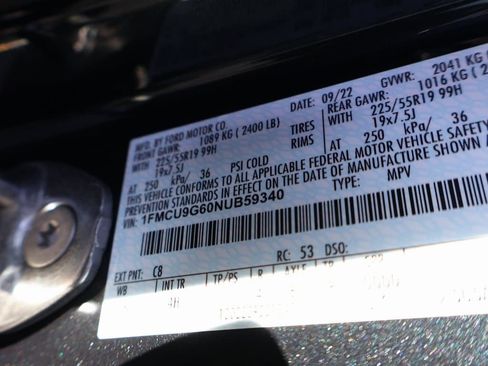 MFD. BY FORD MOTOR CO.
DATE: 09/22
GVWR: 2041 KG
FRONT GAWR: 1089 KG ( 2400 LB)
REAR GAWR: 1016 KG
WITH 225/55R19 99H TIRES
WITH 225/55R19 99H
19x7.5J RIMS
19x7.5J
AT 250 kPa/ 36 PSI COLD
AT 250 kPa/ 36
THIS VEHICLE CONFORMS TO ALL APPLICABLE FEDERAL MOTOR VEHICLE SAFETY
PREVENTION STANDARDS IN EFFECT ON THE DATE OF MANUFACTURE SHOWN
VIN: 1FMCU9G60NUB59340
TYPE: MPV
EXT PNT: C8 RC: 53 DSO:
WB INT TR TP/PS R AXLE TR